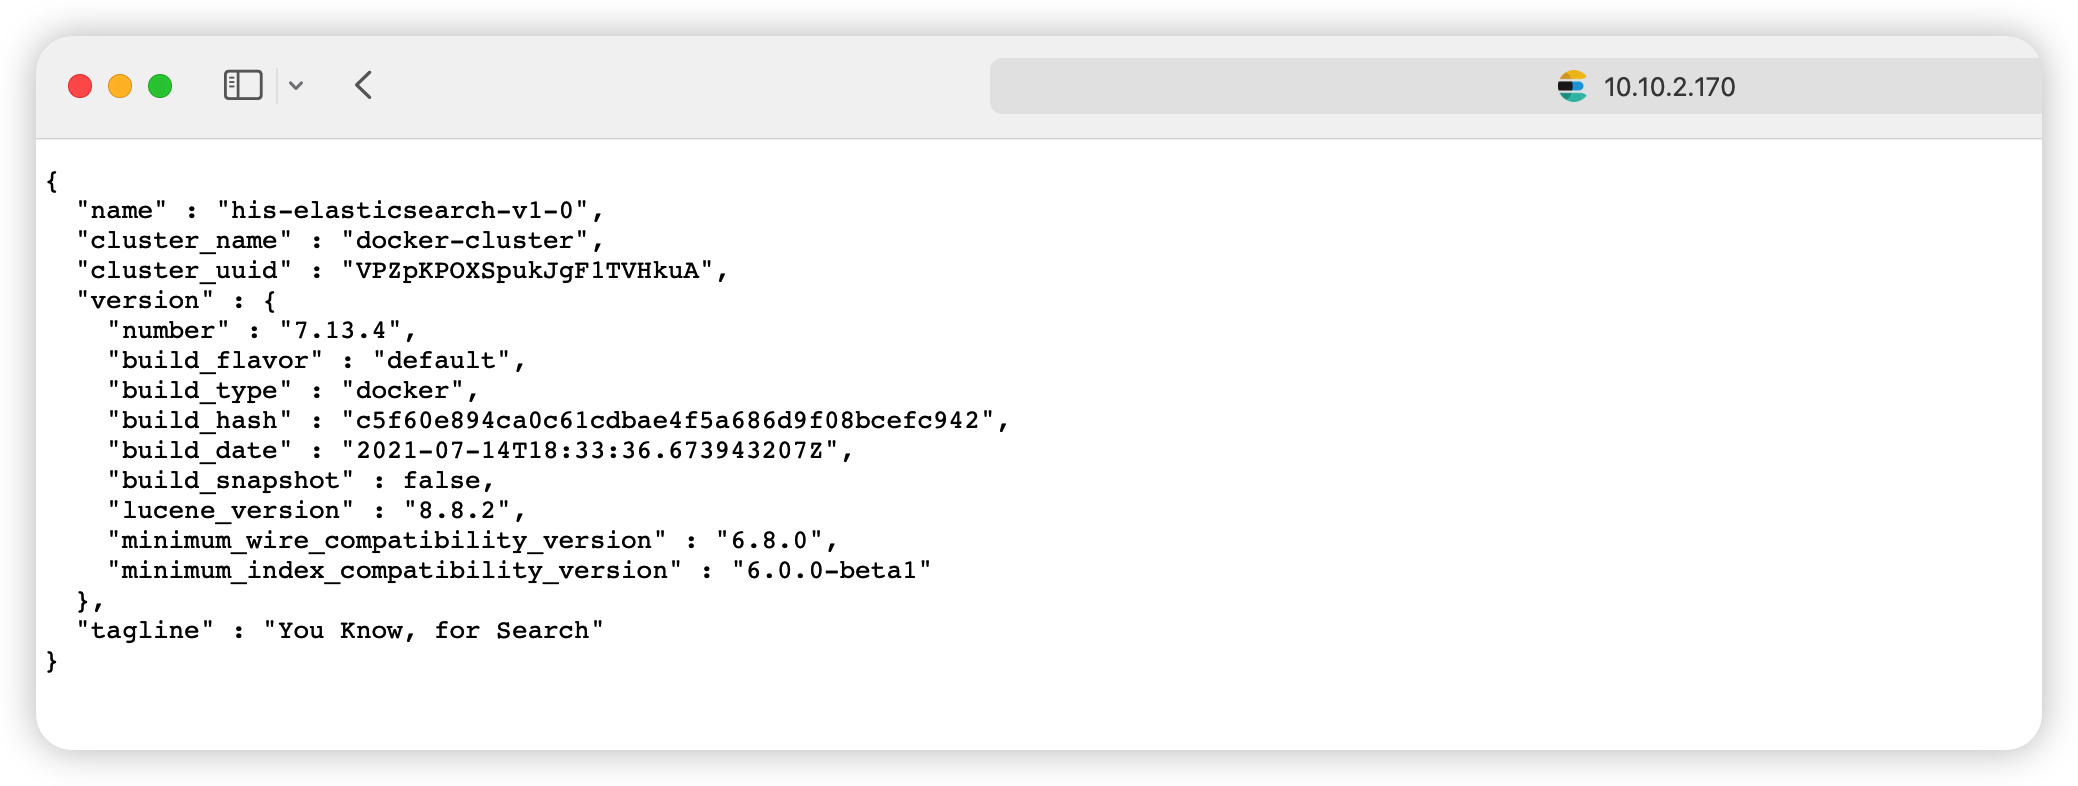 10.10.2.170
{
  "name" : "his-elasticsearch-v1-0",
  "cluster_name" : "docker-cluster",
  "cluster_uuid" : "VPZpKPOXSpukJgF1TVHkuA",
  "version" : {
    "number" : "7.13.4",
    "build_flavor" : "default",
    "build_type" : "docker",
    "build_hash" : "c5f60e894ca0c61cdbae4f5a686d9f08bcefc942",
    "build_date" : "2021-07-14T18:33:36.673943207Z",
    "build_snapshot" : false,
    "lucene_version" : "8.8.2",
    "minimum_wire_compatibility_version" : "6.8.0",
    "minimum_index_compatibility_version" : "6.0.0-beta1"
  },
  "tagline" : "You Know, for Search"
}